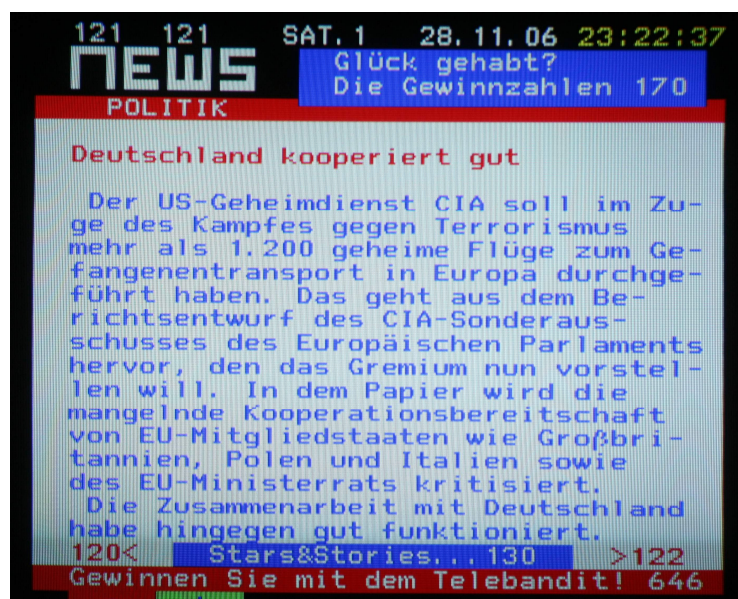 121 121 SAT.1 28.11.06 23:22:37
NEWS
Glück gehabt?
Die Gewinnzahlen 170
POLITIK
Deutschland kooperiert gut
Der US-Geheimdienst CIA soll im Zu-
ge des Kampfes gegen Terrorismus
mehr als 1.200 geheime Flüge zum Ge-
fangenentransport in Europa durchge-
führt haben. Das geht aus dem Be-
richtsentwurf des CIA-Sonderaus-
schusses des Europäischen Parlaments
hervor, den das Gremium nun vorstel-
len will. In dem Papier wird die
mangelnde Kooperationsbereitschaft
von EU-Mitgliedstaaten wie Großbri-
tannien, Polen und Italien sowie
des EU-Ministerrats kritisiert.
Die Zusammenarbeit mit Deutschland
habe hingegen gut funktioniert.
120< Stars&Stories...130 >122
Gewinnen Sie mit dem Telebandit! 646